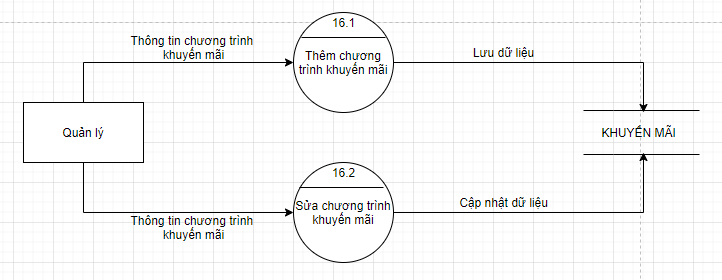 16.1
Thông tin chương trình
khuyến mãi
Thêm chương
trình khuyến mãi
Lưu dữ liệu
Quản lý
KHUYẾN MÃI
16.2
Sửa chương trình
khuyến mãi
Cập nhật dữ liệu
Thông tin chương trình
khuyến mãi